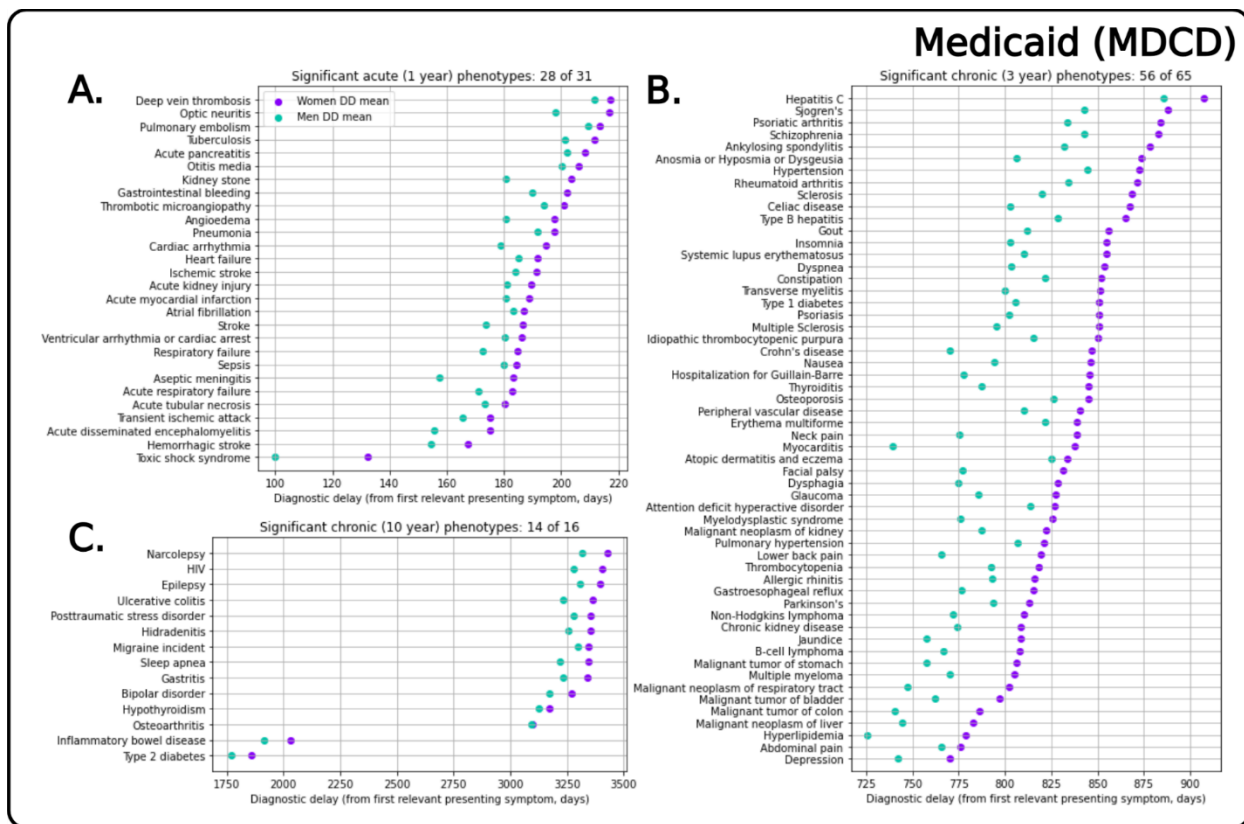 Medicaid (MDCD)
A.
Significant acute (1 year) phenotypes: 28 of 31
Women DD mean
Men DD mean
Deep vein thrombosis
Optic neuritis
Pulmonary embolism
Tuberculosis
Acute pancreatitis
Otitis media
Kidney stone
Gastrointestinal bleeding
Thrombotic microangiopathy
Angioedema
Pneumonia
Cardiac arrhythmia
Heart failure
Ischemic stroke
Acute kidney injury
Acute myocardial infarction
Atrial fibrillation
Stroke
Ventricular arrhythmia or cardiac arrest
Respiratory failure
Sepsis
Aseptic meningitis
Acute respiratory failure
Acute tubular necrosis
Transient ischemic attack
Acute disseminated encephalomyelitis
Hemorrhagic stroke
Toxic shock syndrome
100 120 140 160 180 200 220
Diagnostic delay (from first relevant presenting symptom, days)
B.
Significant chronic (3 year) phenotypes: 56 of 65
Hepatitis C
Sjogren's
Psoriatic arthritis
Schizophrenia
Ankylosing spondylitis
Anosmia or Hyposmia or Dysgeusia
Hypertension
Rheumatoid arthritis
Sclerosis
Celiac disease
Type B hepatitis
Gout
Insomnia
Systemic lupus erythematosus
Dyspnea
Constipation
Transverse myelitis
Type 1 diabetes
Psoriasis
Multiple Sclerosis
Idiopathic thrombocytopenic purpura
Crohn's disease
Nausea
Hospitalization for Guillain-Barre
Thyroiditis
Osteoporosis
Peripheral vascular disease
Erythema multiforme
Neck pain
Myocarditis
Atopic dermatitis and eczema
Facial palsy
Dysphagia
Glaucoma
Attention deficit hyperactive disorder
Myelodysplastic syndrome
Malignant neoplasm of kidney
Pulmonary hypertension
Lower back pain
Thrombocytopenia
Allergic rhinitis
Gastroesophageal reflux
Parkinson's
Non-Hodgkins lymphoma
Chronic kidney disease
Jaundice
B-cell lymphoma
Malignant tumor of stomach
Multiple myeloma
Malignant neoplasm of respiratory tract
Malignant tumor of bladder
Malignant tumor of colon
Malignant neoplasm of liver
Hyperlipidemia
Abdominal pain
Depression
725 750 775 800 825 850 875 900
Diagnostic delay (from first relevant presenting symptom, days)
C.
Significant chronic (10 year) phenotypes: 14 of 16
Narcolepsy
HIV
Epilepsy
Ulcerative colitis
Posttraumatic stress disorder
Hidradenitis
Migraine incident
Sleep apnea
Gastritis
Bipolar disorder
Hypothyroidism
Osteoarthritis
Inflammatory bowel disease
Type 2 diabetes
1750 2000 2250 2500 2750 3000 3250 3500
Diagnostic delay (from first relevant presenting symptom, days)